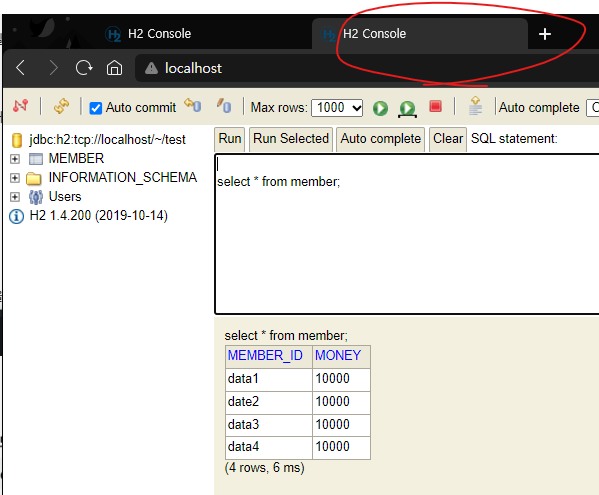 H2 Console
H2 Console
localhost
Auto commit
Max rows: 1000
Auto complete
jdbc:h2:tcp://localhost/~/test
MEMBER
INFORMATION_SCHEMA
Users
H2 1.4.200 (2019-10-14)
Run Run Selected Auto complete Clear SQL statement:
select * from member;
select * from member;
MEMBER_ID MONEY
data1 10000
date2 10000
data3 10000
data4 10000
(4 rows, 6 ms)